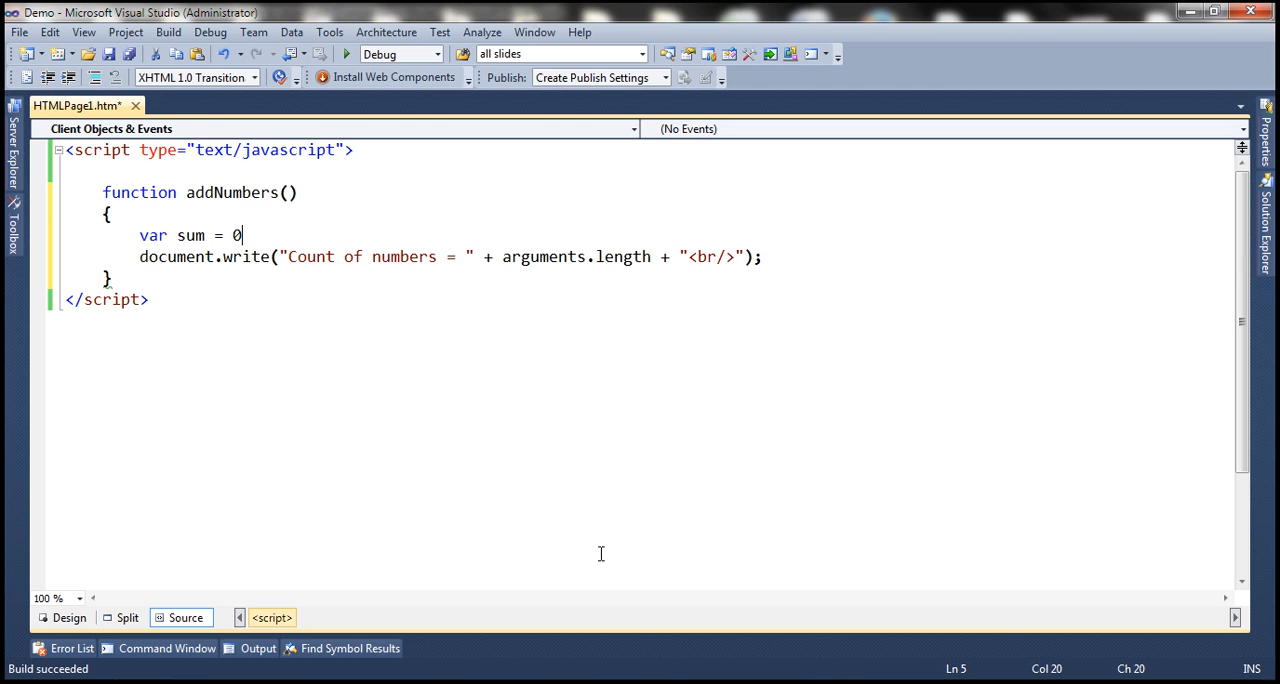 Demo - Microsoft Visual Studio (Administrator)
File Edit View Project Build Debug Team Data Tools Architecture Test Analyze Window Help
Debug all slides
XHTML 1.0 Transition Install Web Components Publish: Create Publish Settings
HTMLPage1.htm*
Client Objects & Events (No Events)
Server Explorer
Toolbox
Properties
Solution Explorer
<script type="text/javascript">
function addNumbers()
{
var sum = 0
document.write("Count of numbers = " + arguments.length + "<br/>");
}
</script>
100 %
Design Split Source <script>
Error List Command Window Output Find Symbol Results
Build succeeded Ln 5 Col 20 Ch 20 INS